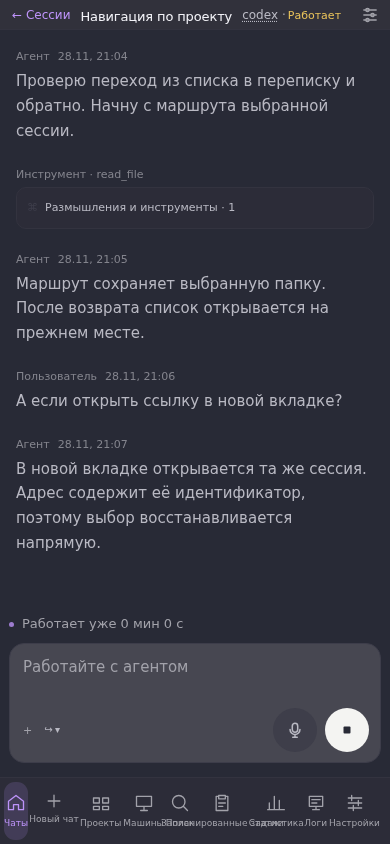 ← Сессии Навигация по проекту codex · Работает
Агент 28.11, 21:04
Проверю переход из списка в переписку и
обратно. Начну с маршрута выбранной
сессии.
Инструмент · read_file
⌘ Размышления и инструменты · 1
Агент 28.11, 21:05
Маршрут сохраняет выбранную папку.
После возврата список открывается на
прежнем месте.
Пользователь 28.11, 21:06
А если открыть ссылку в новой вкладке?
Агент 28.11, 21:07
В новой вкладке открывается та же сессия.
Адрес содержит её идентификатор,
поэтому выбор восстанавливается
напрямую.
Работает уже 0 мин 0 с
Работайте с агентом
Чаты Новый чат Проекты Машины Логи Настройки